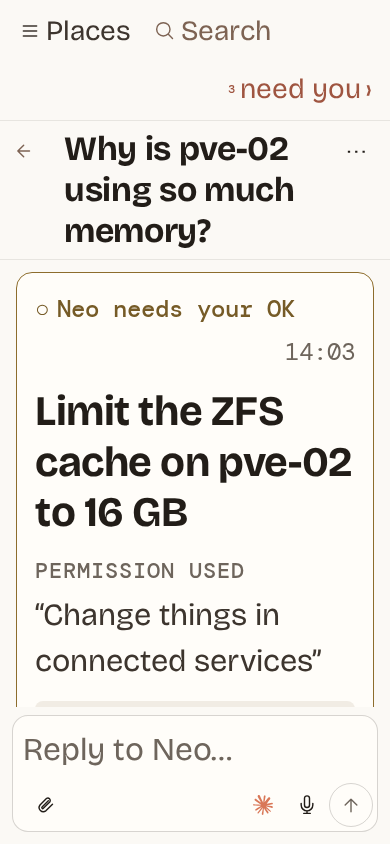 Places Search
3 need you ›
Why is pve-02
using so much
memory?
Neo needs your OK
14:03
Limit the ZFS
cache on pve-02
to 16 GB
PERMISSION USED
“Change things in
connected services”
Reply to Neo...